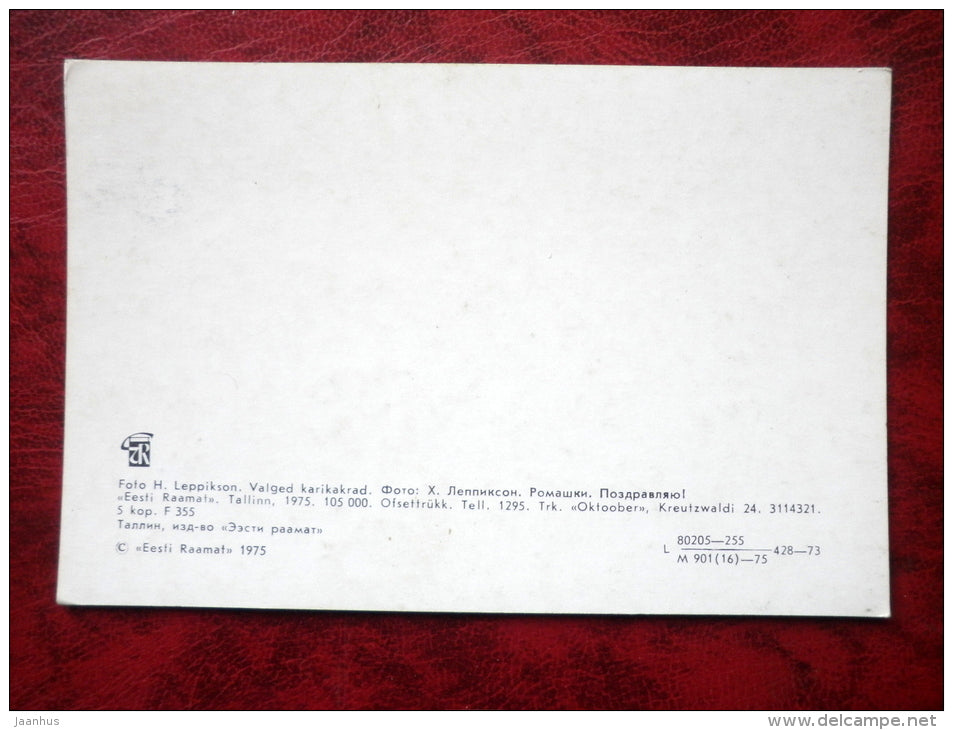 Foto H. Leppikson. Valged karikakrad. Фото: Х. Леппиксон. Ромашки. Поздравляю!
«Eesti Raamat». Tallinn, 1975. 105 000. Ofsettrükk. Tell. 1295. Trk. «Oktoober», Kreutzwaldi 24. 3114321.
5 kop. F 355
Таллин, изд-во «Ээсти раамат»
© «Eesti Raamat» 1975
L 80205—255
M 901(16)—75 428—73
jaanhus
www.delcampe.net